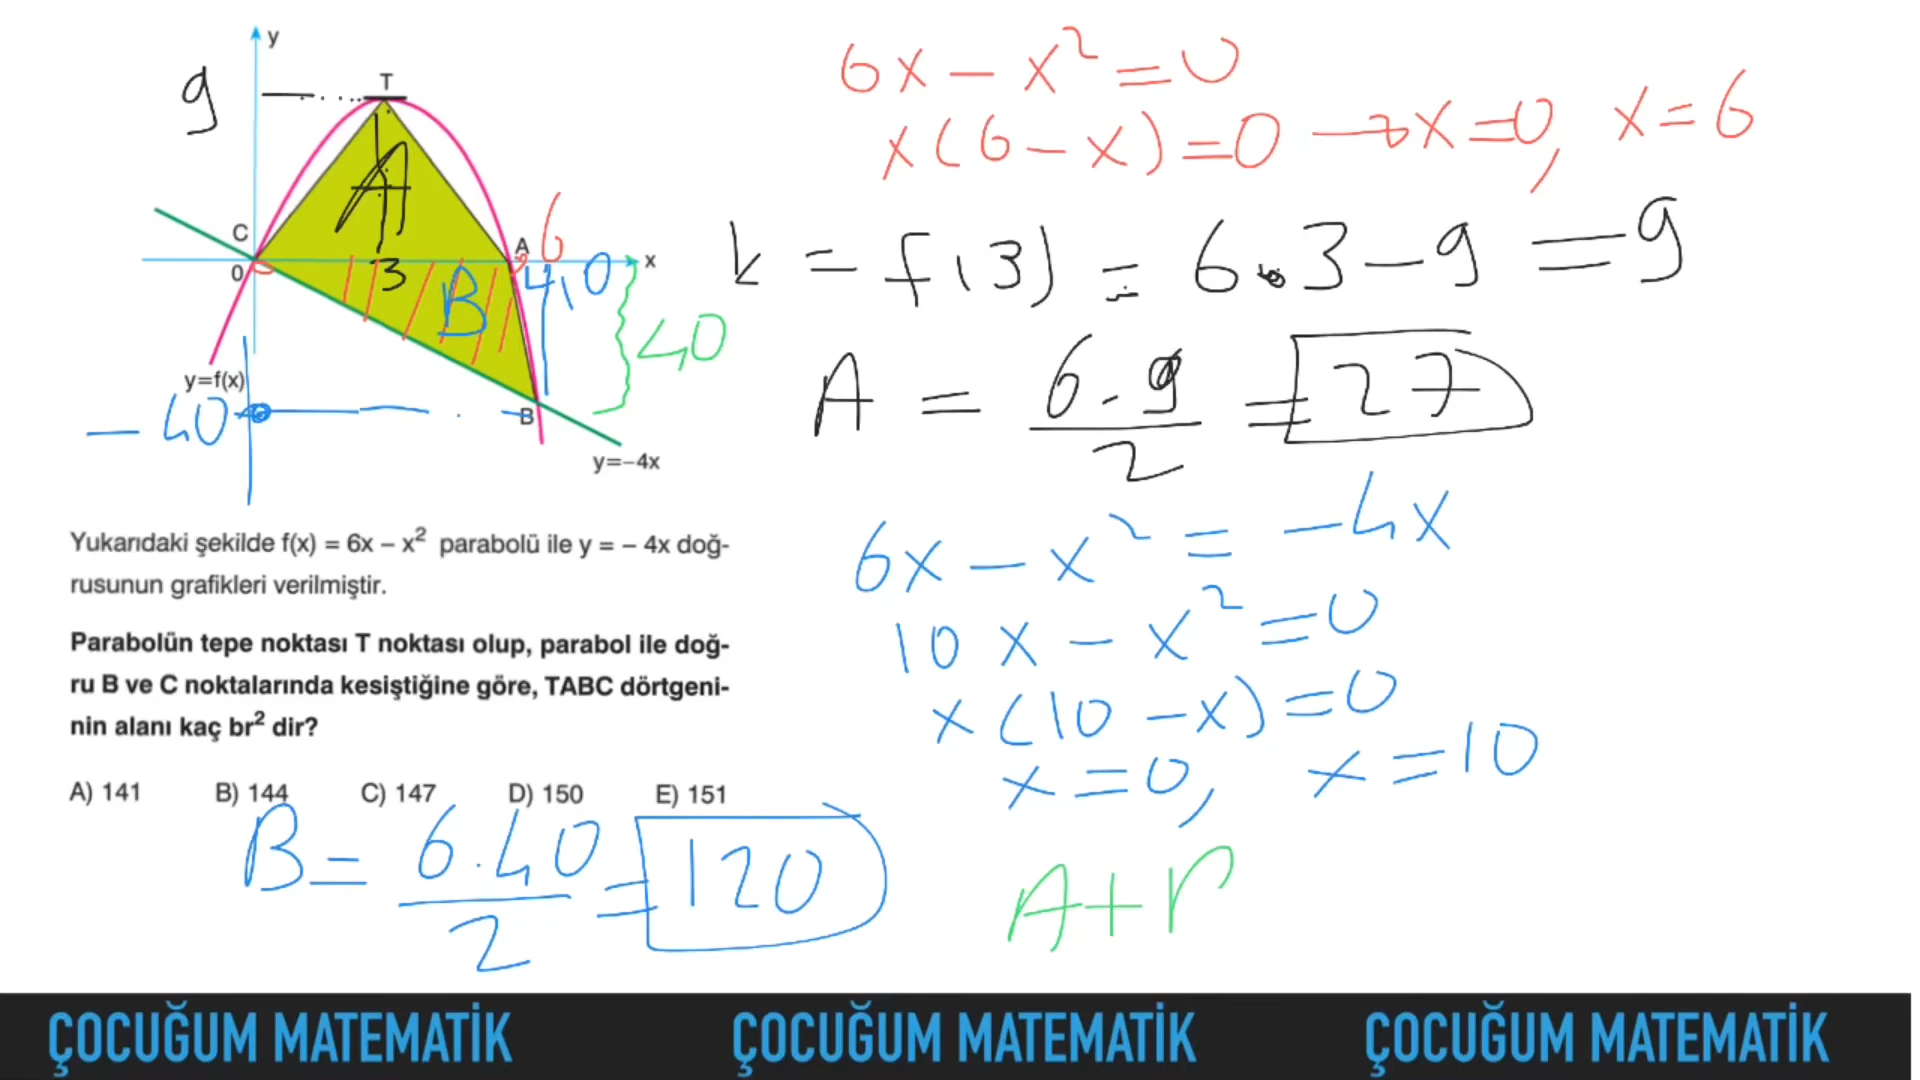 y
9
T
A
C
A
6
x
0
3
B
4,0
40
y=f(x)
-40
B
y=-4x
6x - x² = 0
x(6 - x) = 0 → x = 0, x = 6
k = f(3) = 6.3 - 9 = 9
A = 6.9/2 = 27
6x - x² = -4x
10x - x² = 0
x(10 - x) = 0
x = 0, x = 10
Yukarıdaki şekilde f(x) = 6x – x² parabolü ile y = – 4x doğ-
rusunun grafikleri verilmiştir.
Parabolün tepe noktası T noktası olup, parabol ile doğ-
ru B ve C noktalarında kesiştiğine göre, TABC dörtgeni-
nin alanı kaç br² dir?
A) 141 B) 144 C) 147 D) 150 E) 151
B = 6.40/2 = 120
A+
ÇOCUĞUM MATEMATİK ÇOCUĞUM MATEMATİK ÇOCUĞUM MATEMATİK